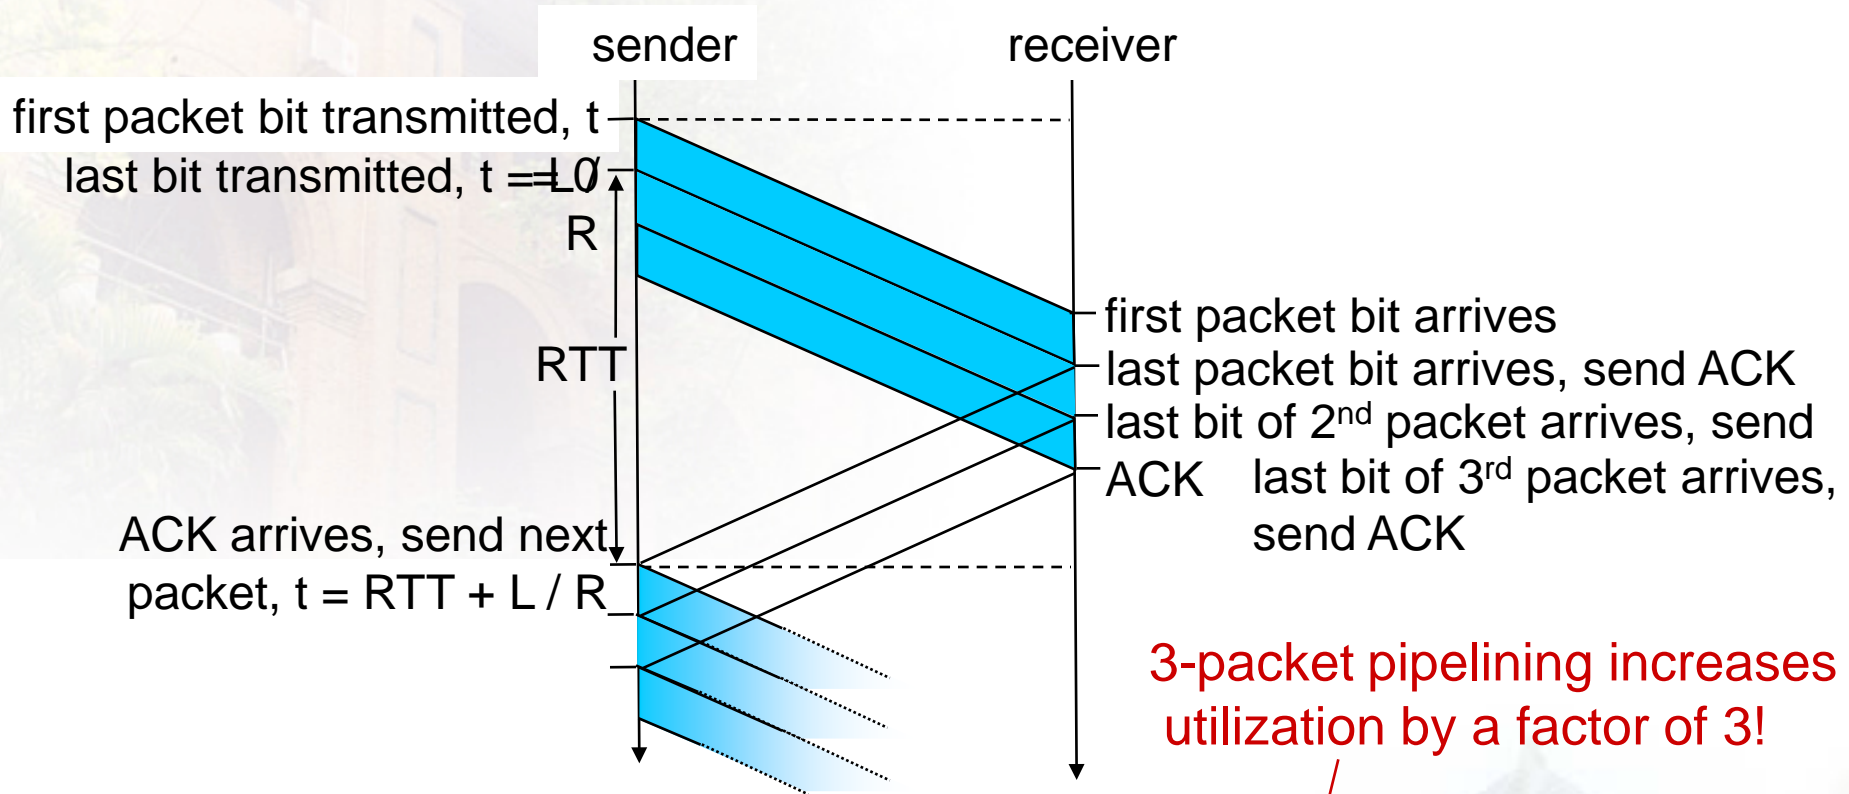 sender
receiver
first packet bit transmitted, t
= 0
last bit transmitted, t = L /
R
RTT
first packet bit arrives
last packet bit arrives, send ACK
last bit of 2nd packet arrives, send
ACK
last bit of 3rd packet arrives,
send ACK
ACK arrives, send next
packet, t = RTT + L / R
3-packet pipelining increases
utilization by a factor of 3!